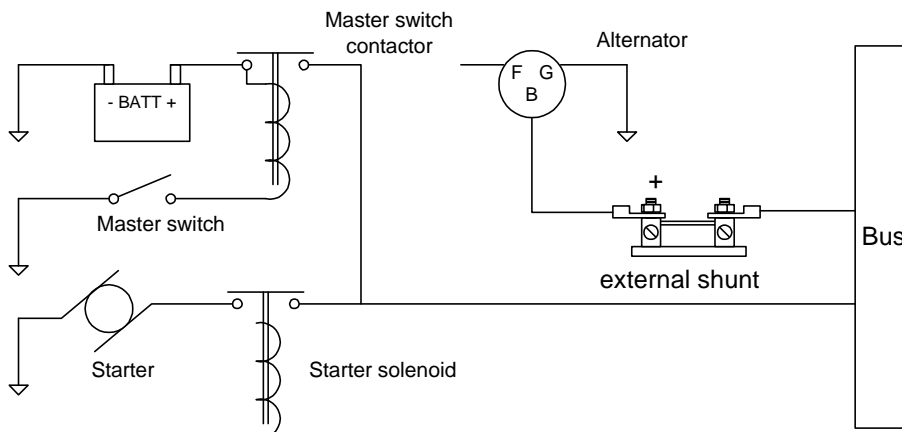 Master switch
contactor
Alternator
F G
B
- BATT +
+
Master switch
Bus
external shunt
Starter
Starter solenoid